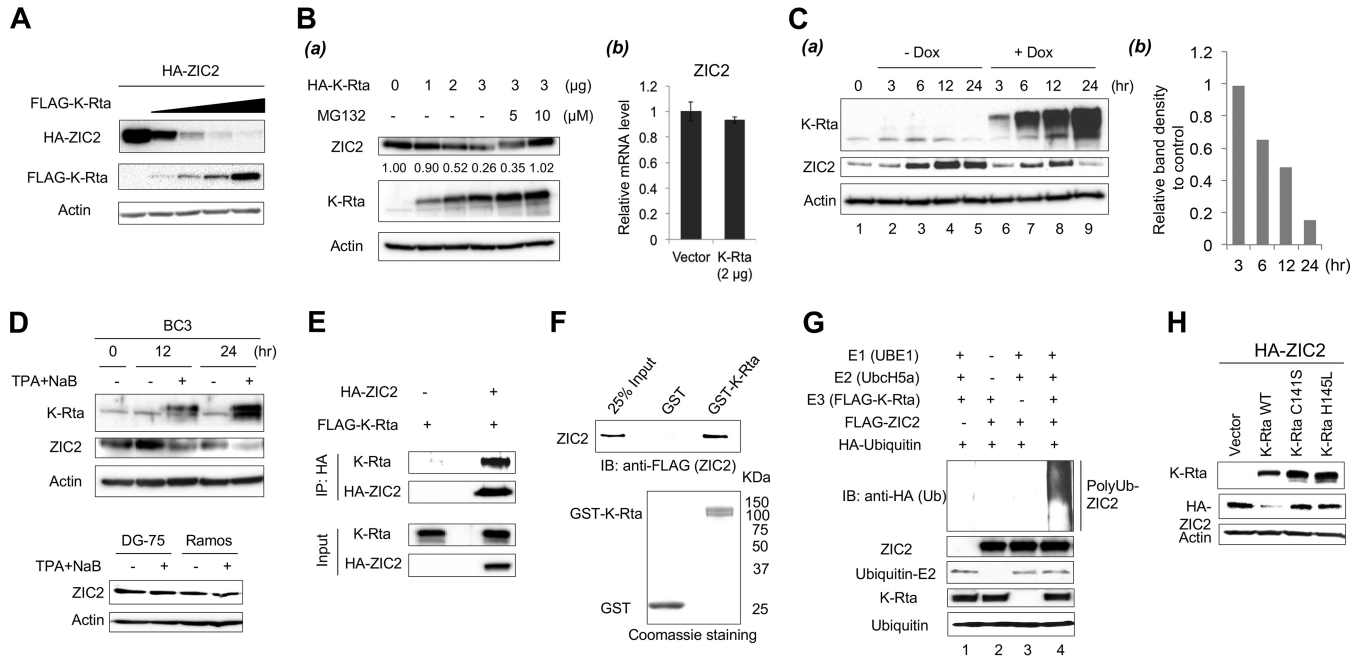 A
HA-ZIC2
FLAG-K-Rta
HA-ZIC2
FLAG-K-Rta
Actin
B
(a)
HA-K-Rta 0 1 2 3 3 3 (µg)
MG132 - - - - 5 10 (µM)
ZIC2
1.00 0.90 0.52 0.26 0.35 1.02
K-Rta
Actin
(b)
ZIC2
Relative mRNA level
1.2
1
0.8
0.6
0.4
0.2
0
Vector K-Rta
(2 µg)
C
(a)
- Dox + Dox
0 3 6 12 24 3 6 12 24 (hr)
K-Rta
ZIC2
Actin
1 2 3 4 5 6 7 8 9
(b)
Relative band density
to control
1.2
1
0.8
0.6
0.4
0.2
0
3 6 12 24 (hr)
D
BC3
0 12 24 (hr)
TPA+NaB - - + - +
K-Rta
ZIC2
Actin
DG-75 Ramos
TPA+NaB - + - +
ZIC2
Actin
E
HA-ZIC2 +
FLAG-K-Rta + +
IP: HA
K-Rta
HA-ZIC2
Input
K-Rta
HA-ZIC2
F
25% Input
GST
GST-K-Rta
ZIC2
IB: anti-FLAG (ZIC2)
KDa
GST-K-Rta
150
100
75
50
37
25
GST
Coomassie staining
G
E1 (UBE1) + - + +
E2 (UbcH5a) + - + +
E3 (FLAG-K-Rta) + + - +
FLAG-ZIC2 - + + +
HA-Ubiquitin + + + +
IB: anti-HA (Ub)
PolyUb-
ZIC2
ZIC2
Ubiquitin-E2
K-Rta
Ubiquitin
1 2 3 4
H
HA-ZIC2
Vector
K-Rta WT
K-Rta C141S
K-Rta H145L
K-Rta
HA-
ZIC2
Actin